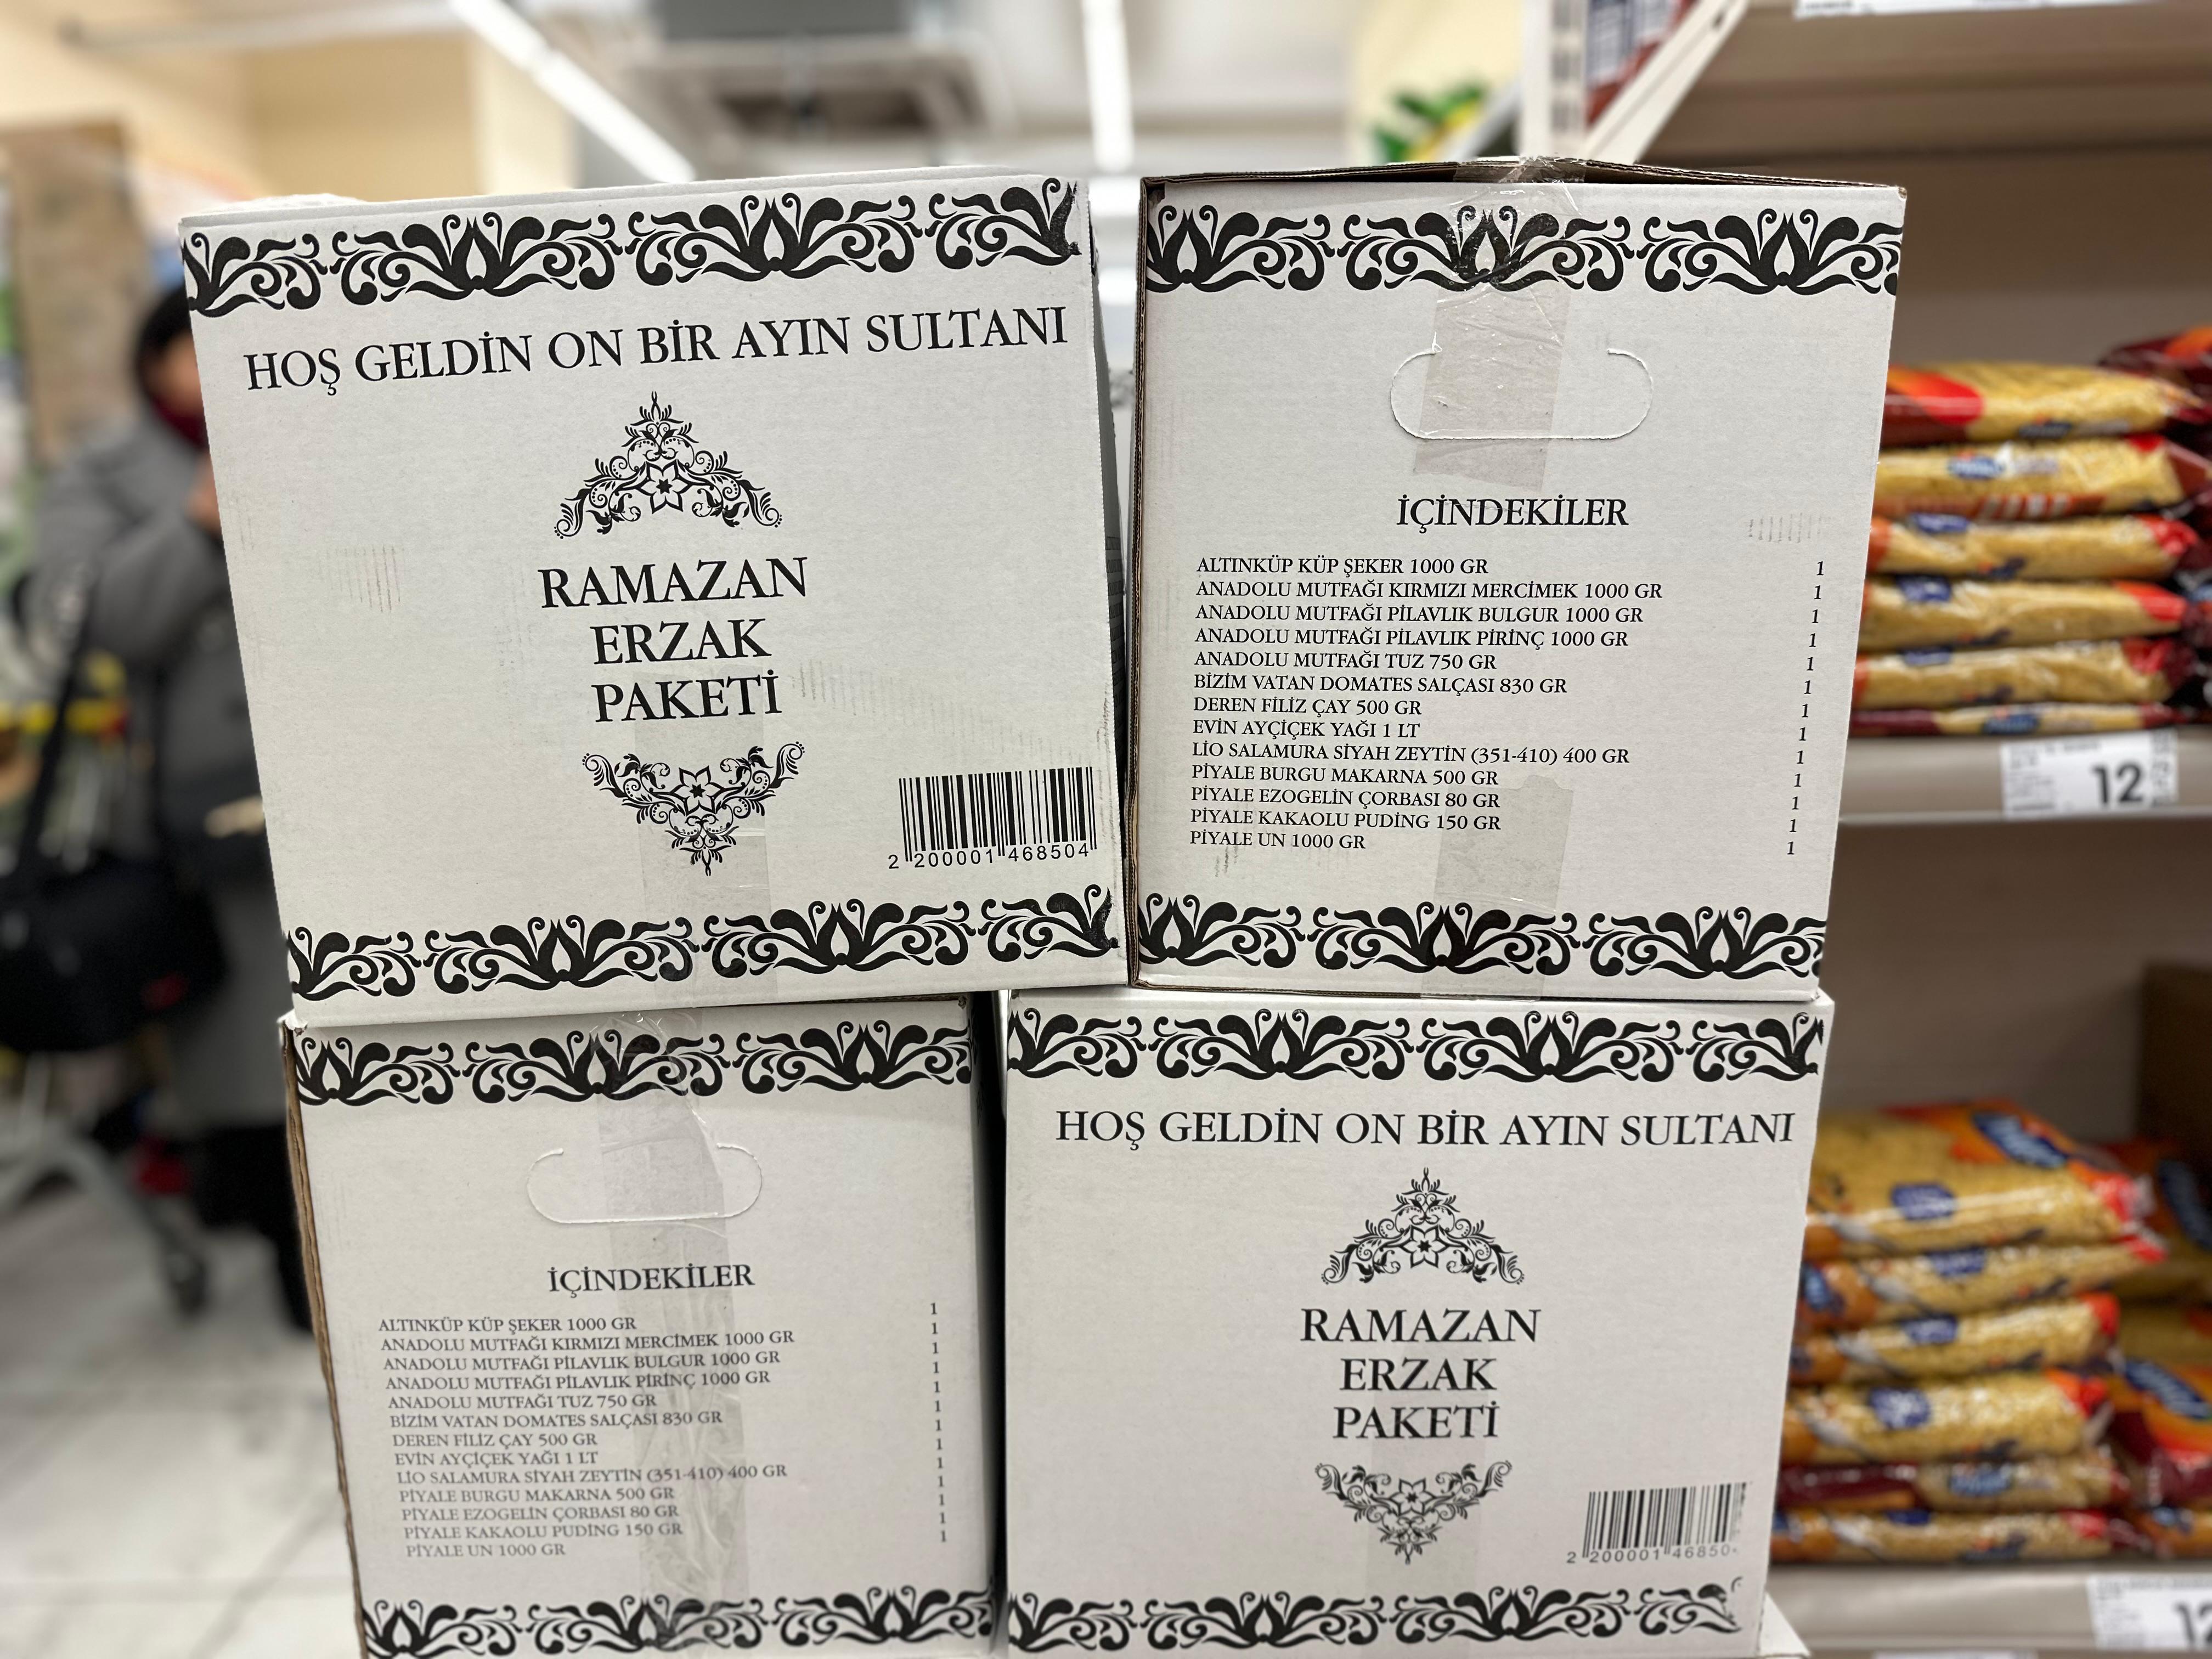 HOŞ GELDİN ON BİR AYIN SULTANI
RAMAZAN
ERZAK
PAKETİ
2 200001 468504
İÇİNDEKİLER
ALTINKÜP KÜP ŞEKER 1000 GR 1
ANADOLU MUTFAĞI KIRMIZI MERCİMEK 1000 GR 1
ANADOLU MUTFAĞI PİLAVLIK BULGUR 1000 GR 1
ANADOLU MUTFAĞI PİLAVLIK PİRİNÇ 1000 GR 1
ANADOLU MUTFAĞI TUZ 750 GR 1
BİZİM VATAN DOMATES SALÇASI 830 GR 1
DEREN FİLİZ ÇAY 500 GR 1
EVİN AYÇİÇEK YAĞI 1 LT 1
LİO SALAMURA SİYAH ZEYTİN (351-410) 400 GR 1
PİYALE BURGU MAKARNA 500 GR 1
PİYALE EZOGELİN ÇORBASI 80 GR 1
PİYALE KAKAOLU PUDİNG 150 GR 1
PİYALE UN 1000 GR 1
12
İÇİNDEKİLER
ALTINKÜP KÜP ŞEKER 1000 GR 1
ANADOLU MUTFAĞI KIRMIZI MERCİMEK 1000 GR 1
ANADOLU MUTFAĞI PİLAVLIK BULGUR 1000 GR 1
ANADOLU MUTFAĞI PİLAVLIK PİRİNÇ 1000 GR 1
ANADOLU MUTFAĞI TUZ 750 GR 1
BİZİM VATAN DOMATES SALÇASI 830 GR 1
DEREN FİLİZ ÇAY 500 GR 1
EVİN AYÇİÇEK YAĞI 1 LT 1
LİO SALAMURA SİYAH ZEYTİN (351-410) 400 GR 1
PİYALE BURGU MAKARNA 500 GR 1
PİYALE EZOGELİN ÇORBASI 80 GR 1
PİYALE KAKAOLU PUDİNG 150 GR 1
PİYALE UN 1000 GR 1
HOŞ GELDİN ON BİR AYIN SULTANI
RAMAZAN
ERZAK
PAKETİ
2 200001 46850
12